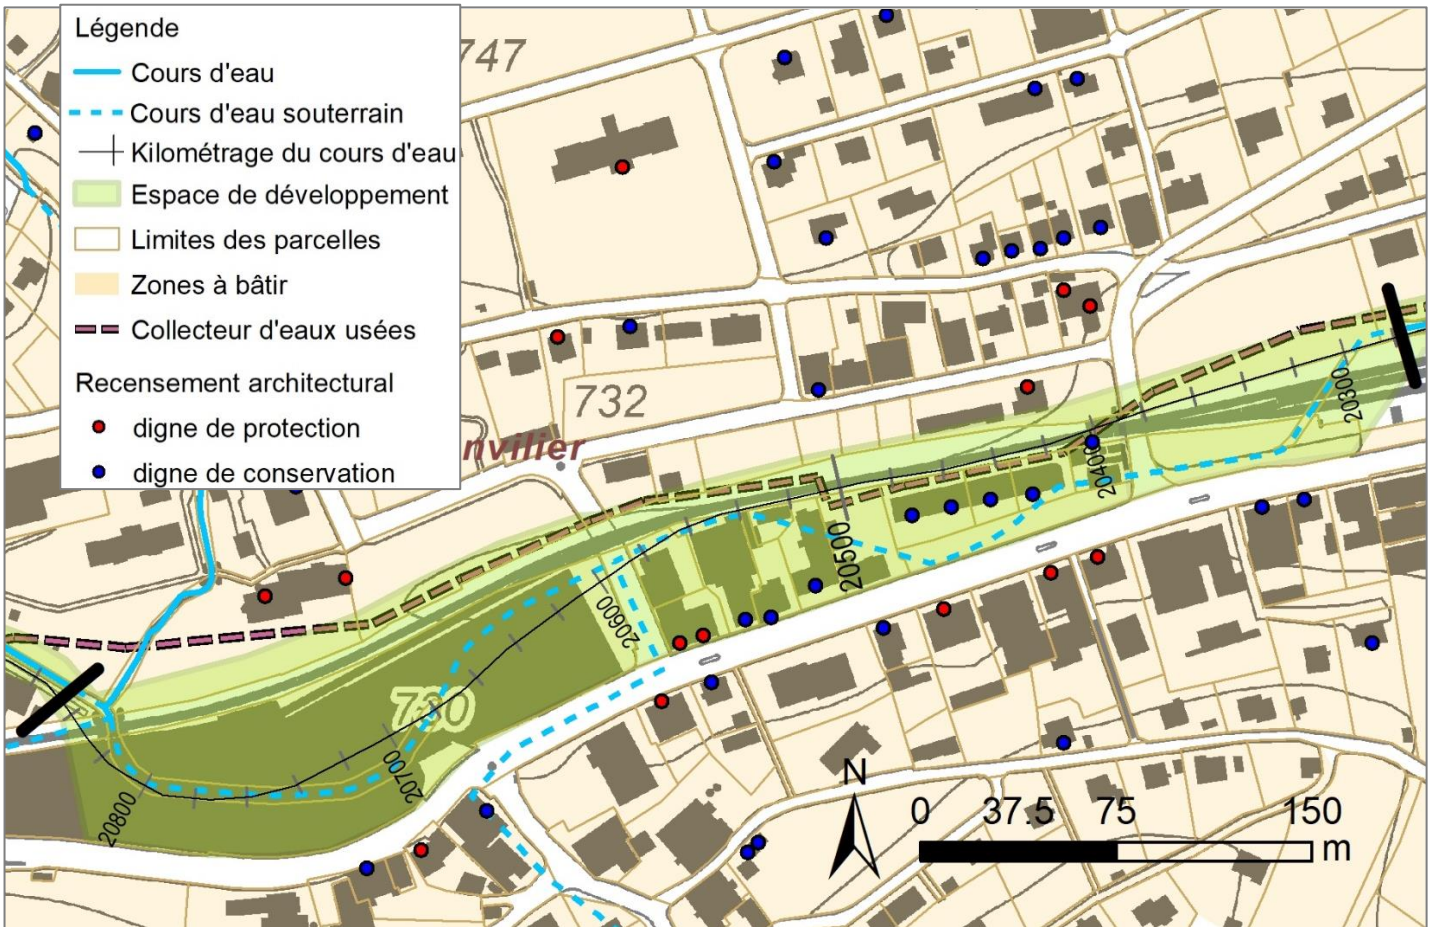 Légende
Cours d'eau
Cours d'eau souterrain
Kilométrage du cours d'eau
Espace de développement
Limites des parcelles
Zones à bâtir
Collecteur d'eaux usées
Recensement architectural
digne de protection
digne de conservation
747
732
nvilier
730
20300
20400
20500
20600
20700
20800
N
0 37.5 75 150
m